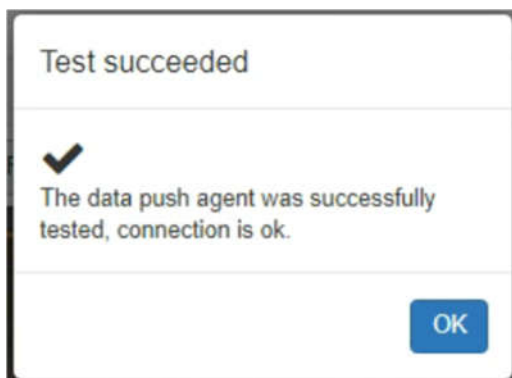 Test succeeded
The data push agent was successfully
tested, connection is ok.
OK